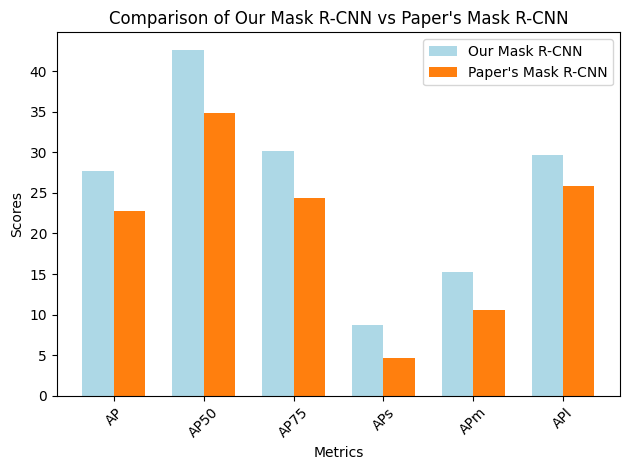 Comparison of Our Mask R-CNN vs Paper's Mask R-CNN
Our Mask R-CNN
Paper's Mask R-CNN
Scores
40
35
30
25
20
15
10
5
0
AP
AP50
AP75
APs
APm
APl
Metrics